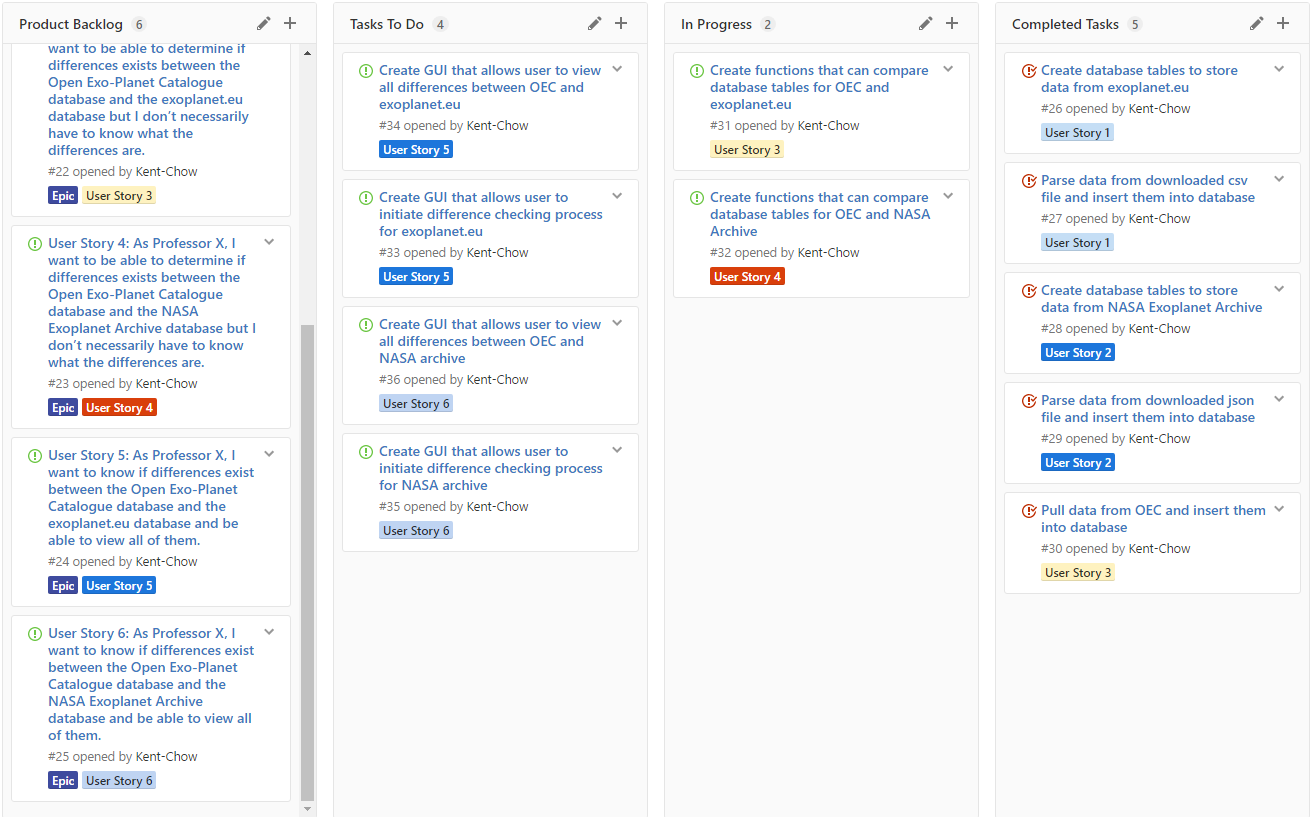 Product Backlog 6
want to be able to determine if
differences exists between the
Open Exo-Planet Catalogue
database and the exoplanet.eu
database but I don't necessarily
have to know what the
differences are.
#22 opened by Kent-Chow
Epic User Story 3
User Story 4: As Professor X, I
want to be able to determine if
differences exists between the
Open Exo-Planet Catalogue
database and the NASA
Exoplanet Archive database but I
don't necessarily have to know
what the differences are.
#23 opened by Kent-Chow
Epic User Story 4
User Story 5: As Professor X, I
want to know if differences exist
between the Open Exo-Planet
Catalogue database and the
exoplanet.eu database and be
able to view all of them.
#24 opened by Kent-Chow
Epic User Story 5
User Story 6: As Professor X, I
want to know if differences exist
between the Open Exo-Planet
Catalogue database and the
NASA Exoplanet Archive
database and be able to view all
of them.
#25 opened by Kent-Chow
Epic User Story 6
Tasks To Do 4
Create GUI that allows user to view
all differences between OEC and
exoplanet.eu
#34 opened by Kent-Chow
User Story 5
Create GUI that allows user to
initiate difference checking process
for exoplanet.eu
#33 opened by Kent-Chow
User Story 5
Create GUI that allows user to view
all differences between OEC and
NASA archive
#36 opened by Kent-Chow
User Story 6
Create GUI that allows user to
initiate difference checking process
for NASA archive
#35 opened by Kent-Chow
User Story 6
In Progress 2
Create functions that can compare
database tables for OEC and
exoplanet.eu
#31 opened by Kent-Chow
User Story 3
Create functions that can compare
database tables for OEC and NASA
Archive
#32 opened by Kent-Chow
User Story 4
Completed Tasks 5
Create database tables to store
data from exoplanet.eu
#26 opened by Kent-Chow
User Story 1
Parse data from downloaded csv
file and insert them into database
#27 opened by Kent-Chow
User Story 1
Create database tables to store
data from NASA Exoplanet Archive
#28 opened by Kent-Chow
User Story 2
Parse data from downloaded json
file and insert them into database
#29 opened by Kent-Chow
User Story 2
Pull data from OEC and insert them
into database
#30 opened by Kent-Chow
User Story 3